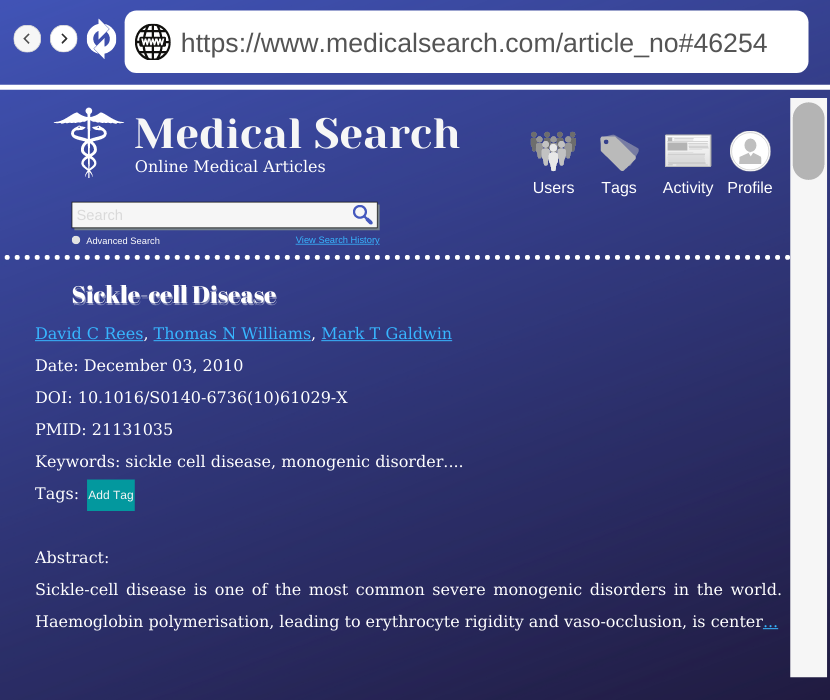 https://www.medicalsearch.com/article_no#46254
Medical Search
Online Medical Articles
Users Tags Activity Profile
Search
Advanced Search View Search History
Sickle-cell Disease
David C Rees, Thomas N Williams, Mark T Galdwin
Date: December 03, 2010
DOI: 10.1016/S0140-6736(10)61029-X
PMID: 21131035
Keywords: sickle cell disease, monogenic disorder....
Tags: Add Tag
Abstract:
Sickle-cell disease is one of the most common severe monogenic disorders in the world.
Haemoglobin polymerisation, leading to erythrocyte rigidity and vaso-occlusion, is center...